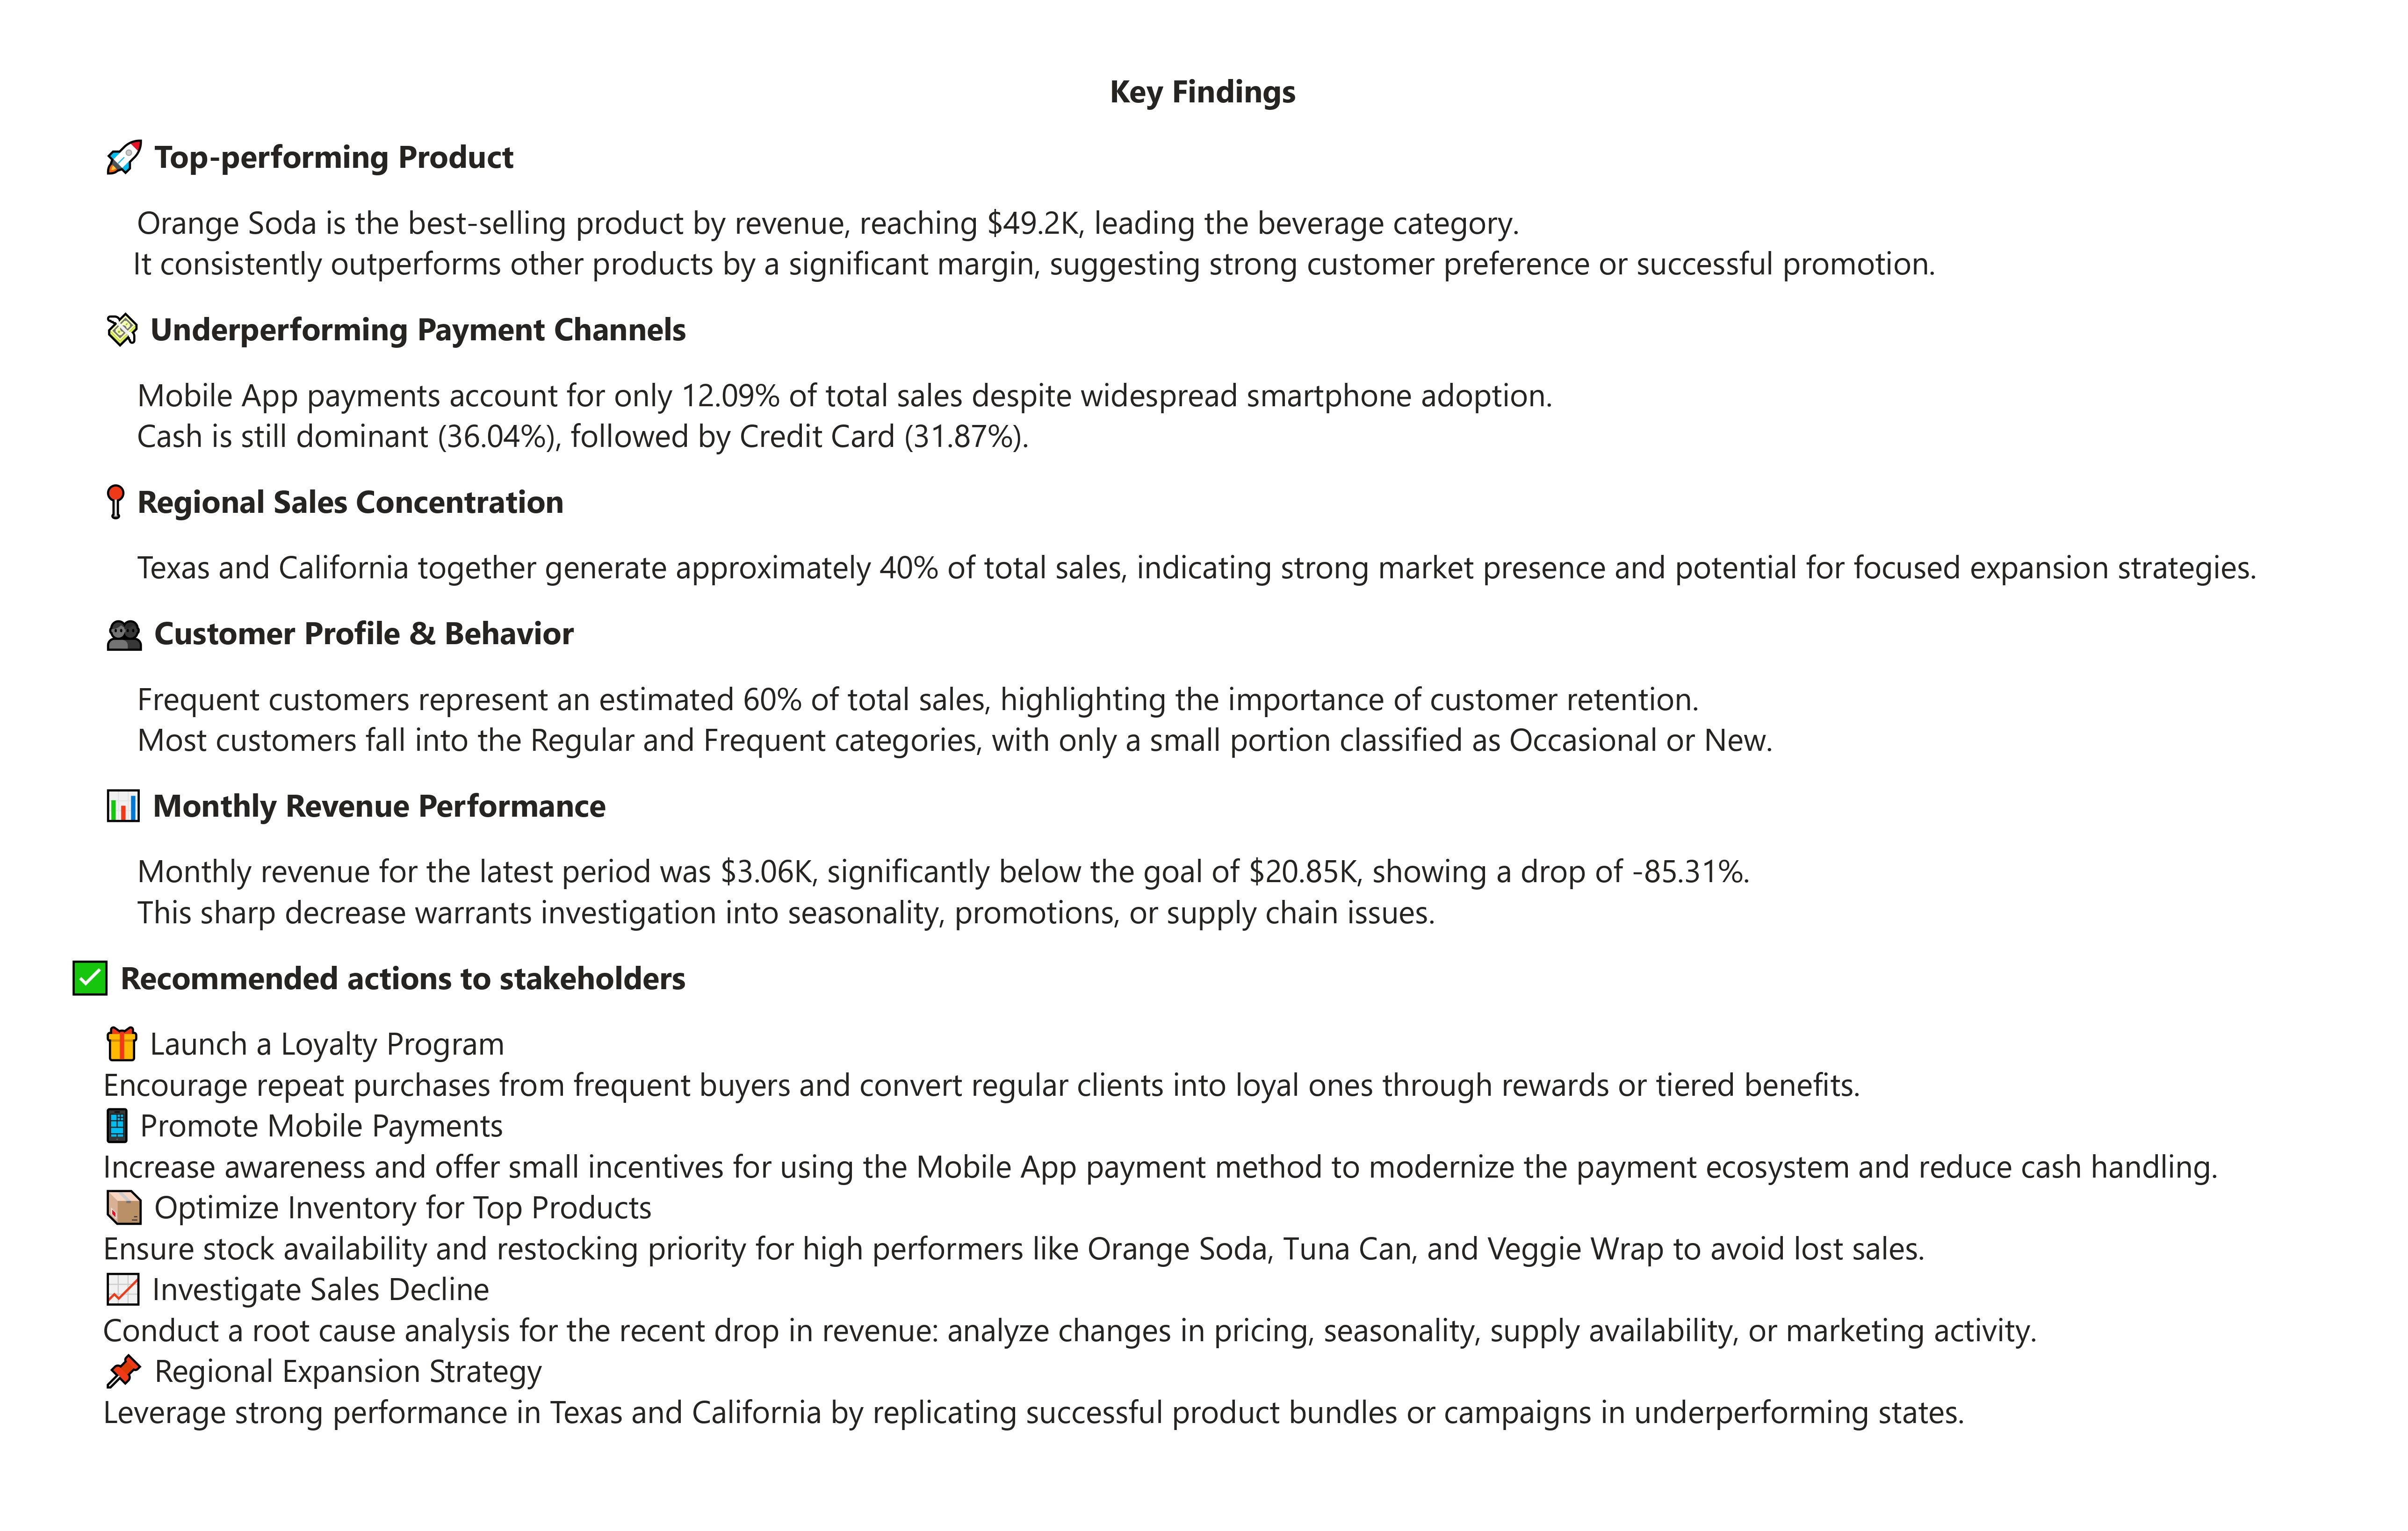 Key Findings
🚀 Top-performing Product
Orange Soda is the best-selling product by revenue, reaching $49.2K, leading the beverage category.
It consistently outperforms other products by a significant margin, suggesting strong customer preference or successful promotion.
💸 Underperforming Payment Channels
Mobile App payments account for only 12.09% of total sales despite widespread smartphone adoption.
Cash is still dominant (36.04%), followed by Credit Card (31.87%).
📍 Regional Sales Concentration
Texas and California together generate approximately 40% of total sales, indicating strong market presence and potential for focused expansion strategies.
👥 Customer Profile & Behavior
Frequent customers represent an estimated 60% of total sales, highlighting the importance of customer retention.
Most customers fall into the Regular and Frequent categories, with only a small portion classified as Occasional or New.
📊 Monthly Revenue Performance
Monthly revenue for the latest period was $3.06K, significantly below the goal of $20.85K, showing a drop of -85.31%.
This sharp decrease warrants investigation into seasonality, promotions, or supply chain issues.
✅ Recommended actions to stakeholders
🎁 Launch a Loyalty Program
Encourage repeat purchases from frequent buyers and convert regular clients into loyal ones through rewards or tiered benefits.
📱 Promote Mobile Payments
Increase awareness and offer small incentives for using the Mobile App payment method to modernize the payment ecosystem and reduce cash handling.
📦 Optimize Inventory for Top Products
Ensure stock availability and restocking priority for high performers like Orange Soda, Tuna Can, and Veggie Wrap to avoid lost sales.
📈 Investigate Sales Decline
Conduct a root cause analysis for the recent drop in revenue: analyze changes in pricing, seasonality, supply availability, or marketing activity.
📌 Regional Expansion Strategy
Leverage strong performance in Texas and California by replicating successful product bundles or campaigns in underperforming states.